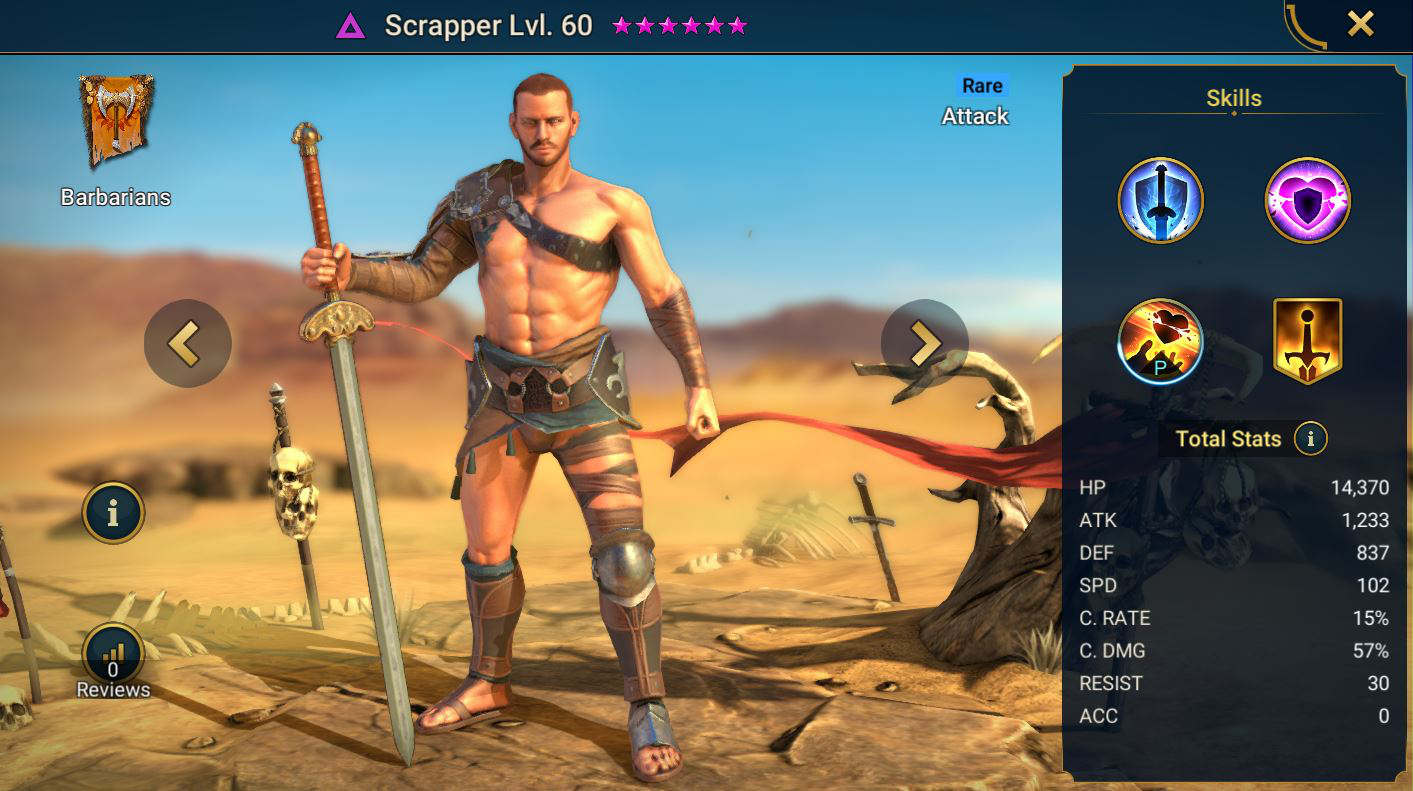 Scrapper Lvl. 60
Barbarians
Rare
Attack
0
Reviews
Skills
P
Total Stats
HP 14,370
ATK 1,233
DEF 837
SPD 102
C. RATE 15%
C. DMG 57%
RESIST 30
ACC 0